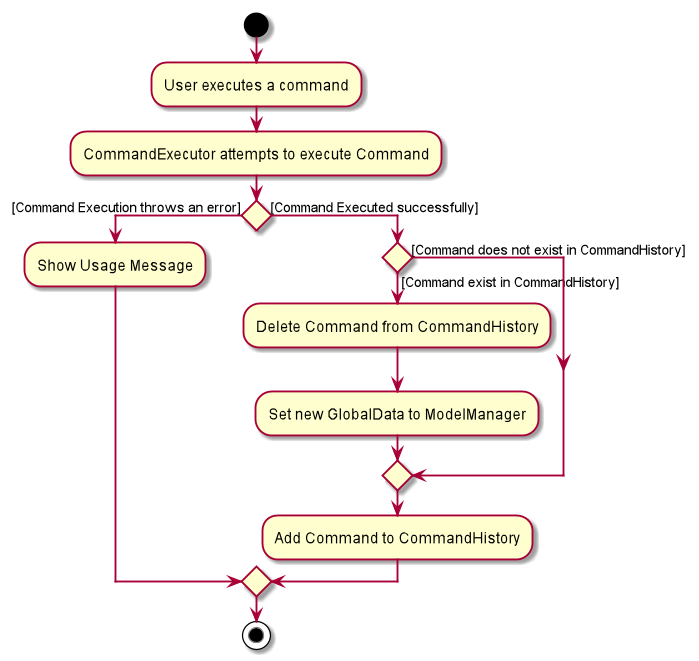 User executes a command
CommandExecutor attempts to execute Command
[Command Execution throws an error]
[Command Executed successfully]
Show Usage Message
[Command does not exist in CommandHistory]
[Command exist in CommandHistory]
Delete Command from CommandHistory
Set new GlobalData to ModelManager
Add Command to CommandHistory